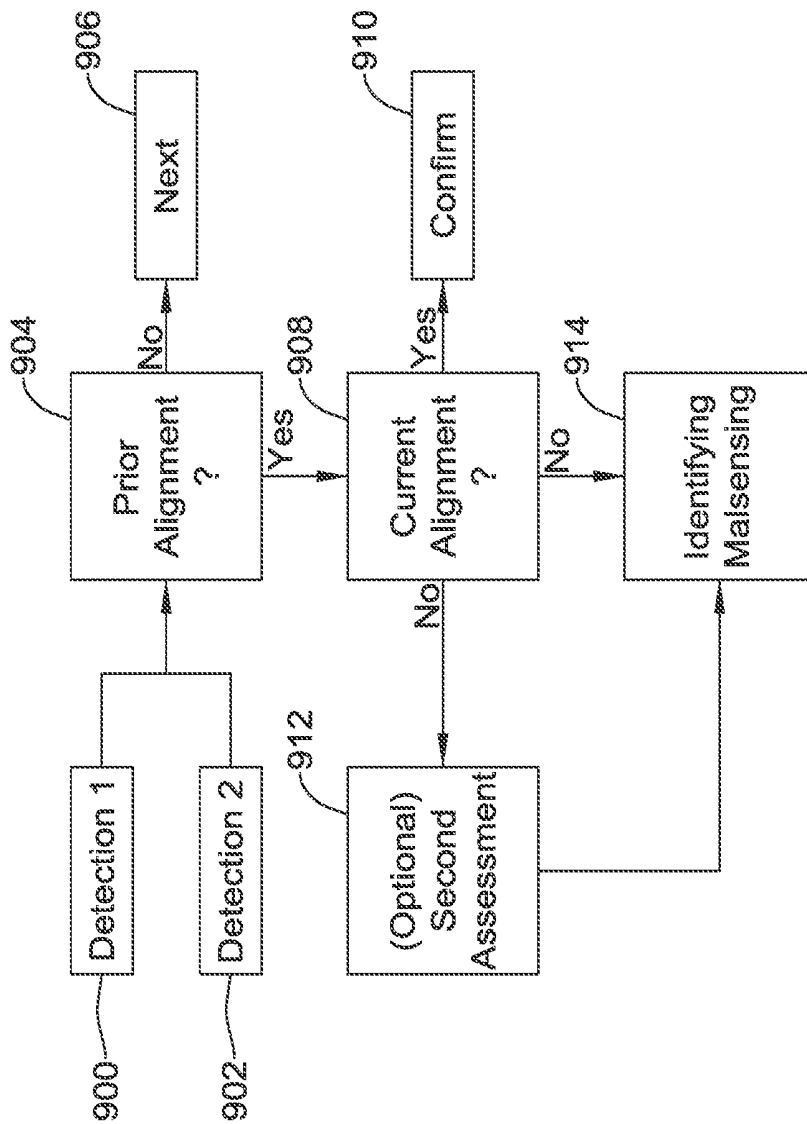 900
Detection 1
902
Detection 2
904
Prior
Alignment
?
No
906
Next
Yes
908
Current
Alignment
?
Yes
910
Confirm
No
912
(Optional)
Second
Assessment
No
914
Identifying
Malsensing